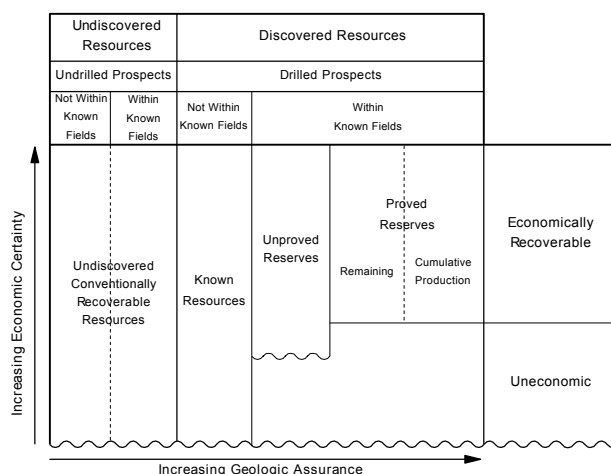 Undiscovered
Resources
Discovered Resources
Undrilled Prospects
Drilled Prospects
Not Within
Known
Fields
Within
Known
Fields
Not Within
Known Fields
Within
Known Fields
Increasing Economic Certainty
Undiscovered
Conventionally
Recoverable
Resources
Known
Resources
Unproved
Reserves
Proved
Reserves
Remaining
Cumulative
Production
Economically
Recoverable
Uneconomic
Increasing Geologic Assurance